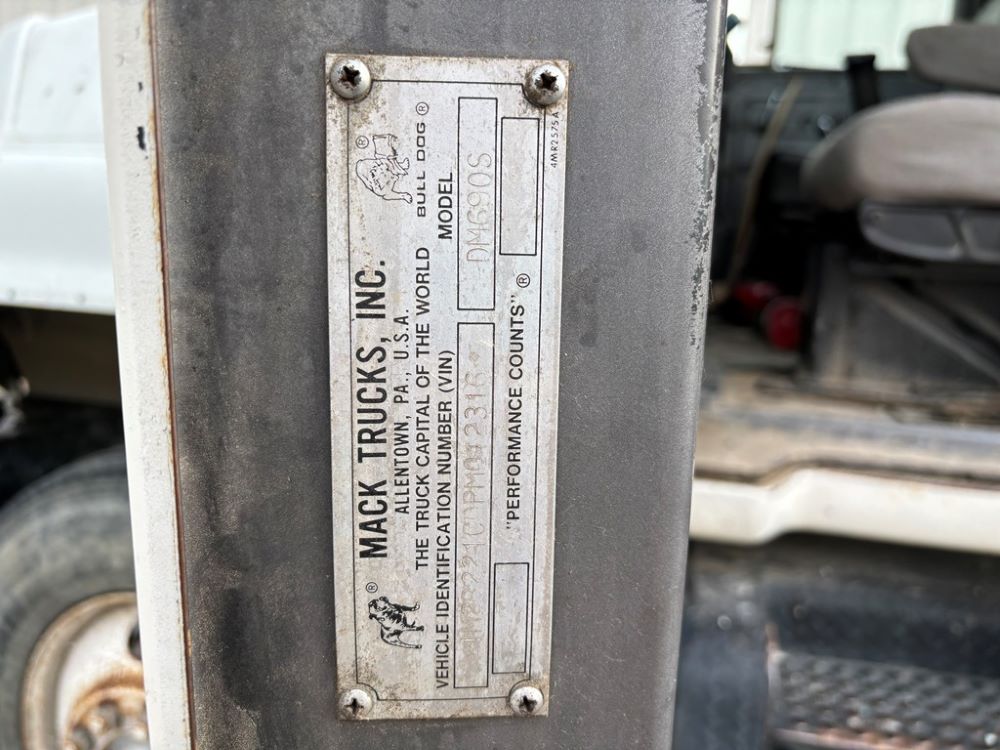 MACK TRUCKS, INC.
ALLENTOWN, PA., U.S.A.
THE TRUCK CAPITAL OF THE WORLD
® ®
BULL DOG ®
VEHICLE IDENTIFICATION NUMBER (VIN)
MODEL
DM690S
"PERFORMANCE COUNTS" ®
4MR2575A